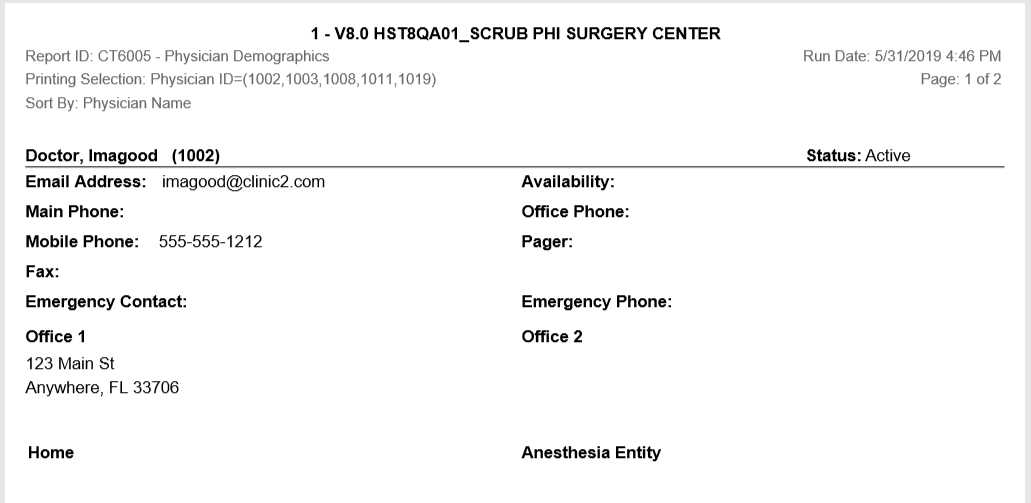 1 - V8.0 HST8QA01_SCRUB PHI SURGERY CENTER
Report ID: CT6005 - Physician Demographics Run Date: 5/31/2019 4:46 PM
Printing Selection: Physician ID=(1002,1003,1008,1011,1019) Page: 1 of 2
Sort By: Physician Name
Doctor, Imagood (1002) Status: Active
Email Address: imagood@clinic2.com Availability:
Main Phone: Office Phone:
Mobile Phone: 555-555-1212 Pager:
Fax:
Emergency Contact: Emergency Phone:
Office 1 Office 2
123 Main St
Anywhere, FL 33706
Home Anesthesia Entity